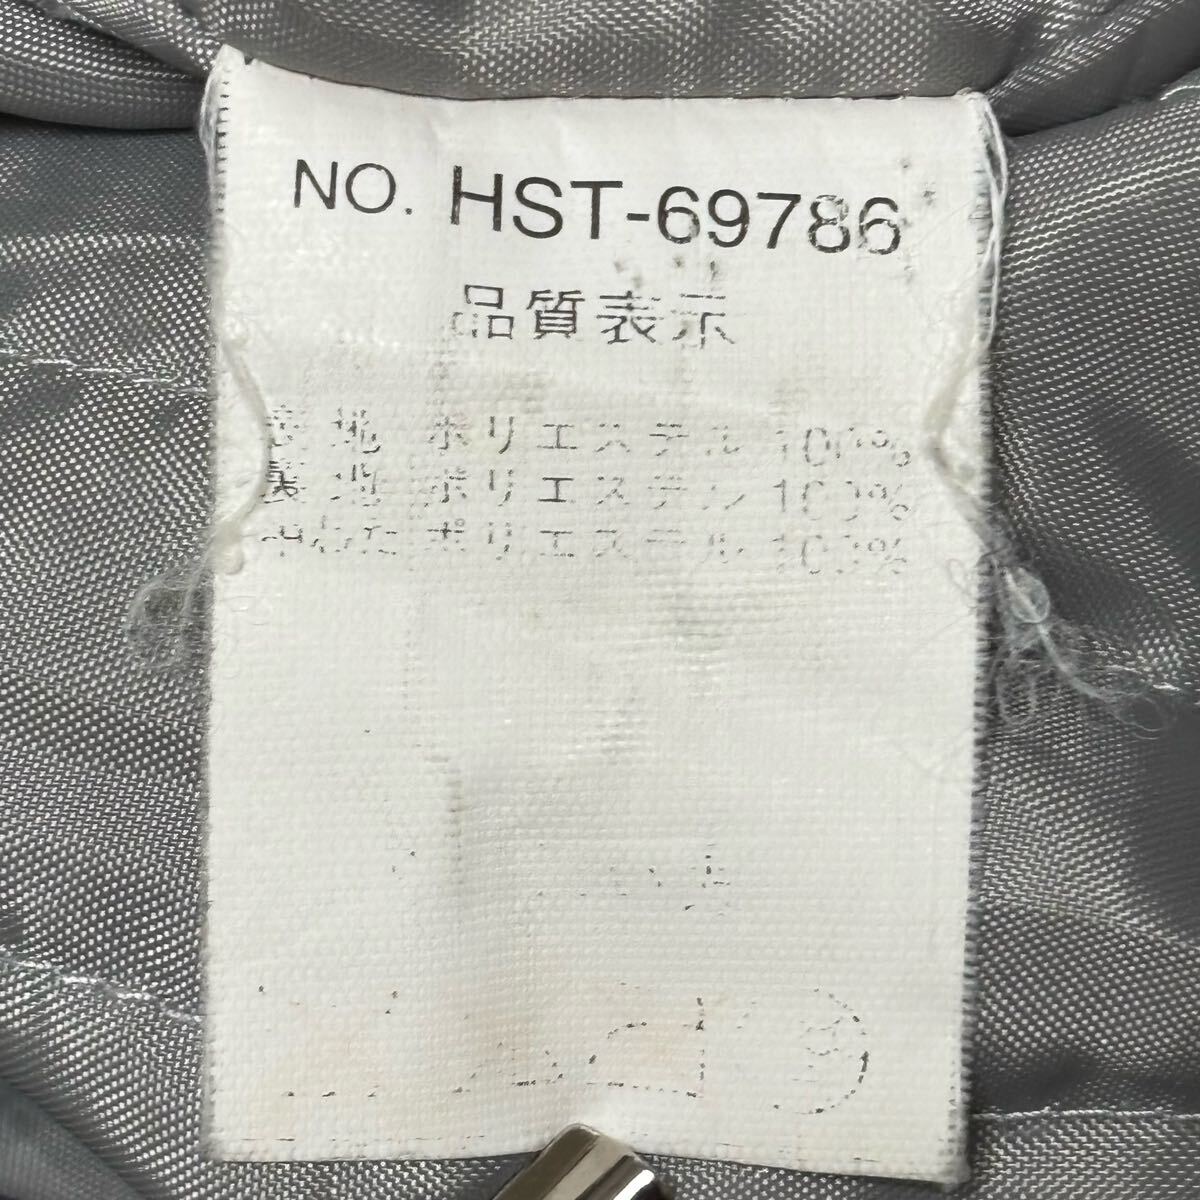 NO. HST-69786
品質表示
表 地 ポリエステル 100%
裏 地 ポリエステル 100%
中わた ポリエステル 100%